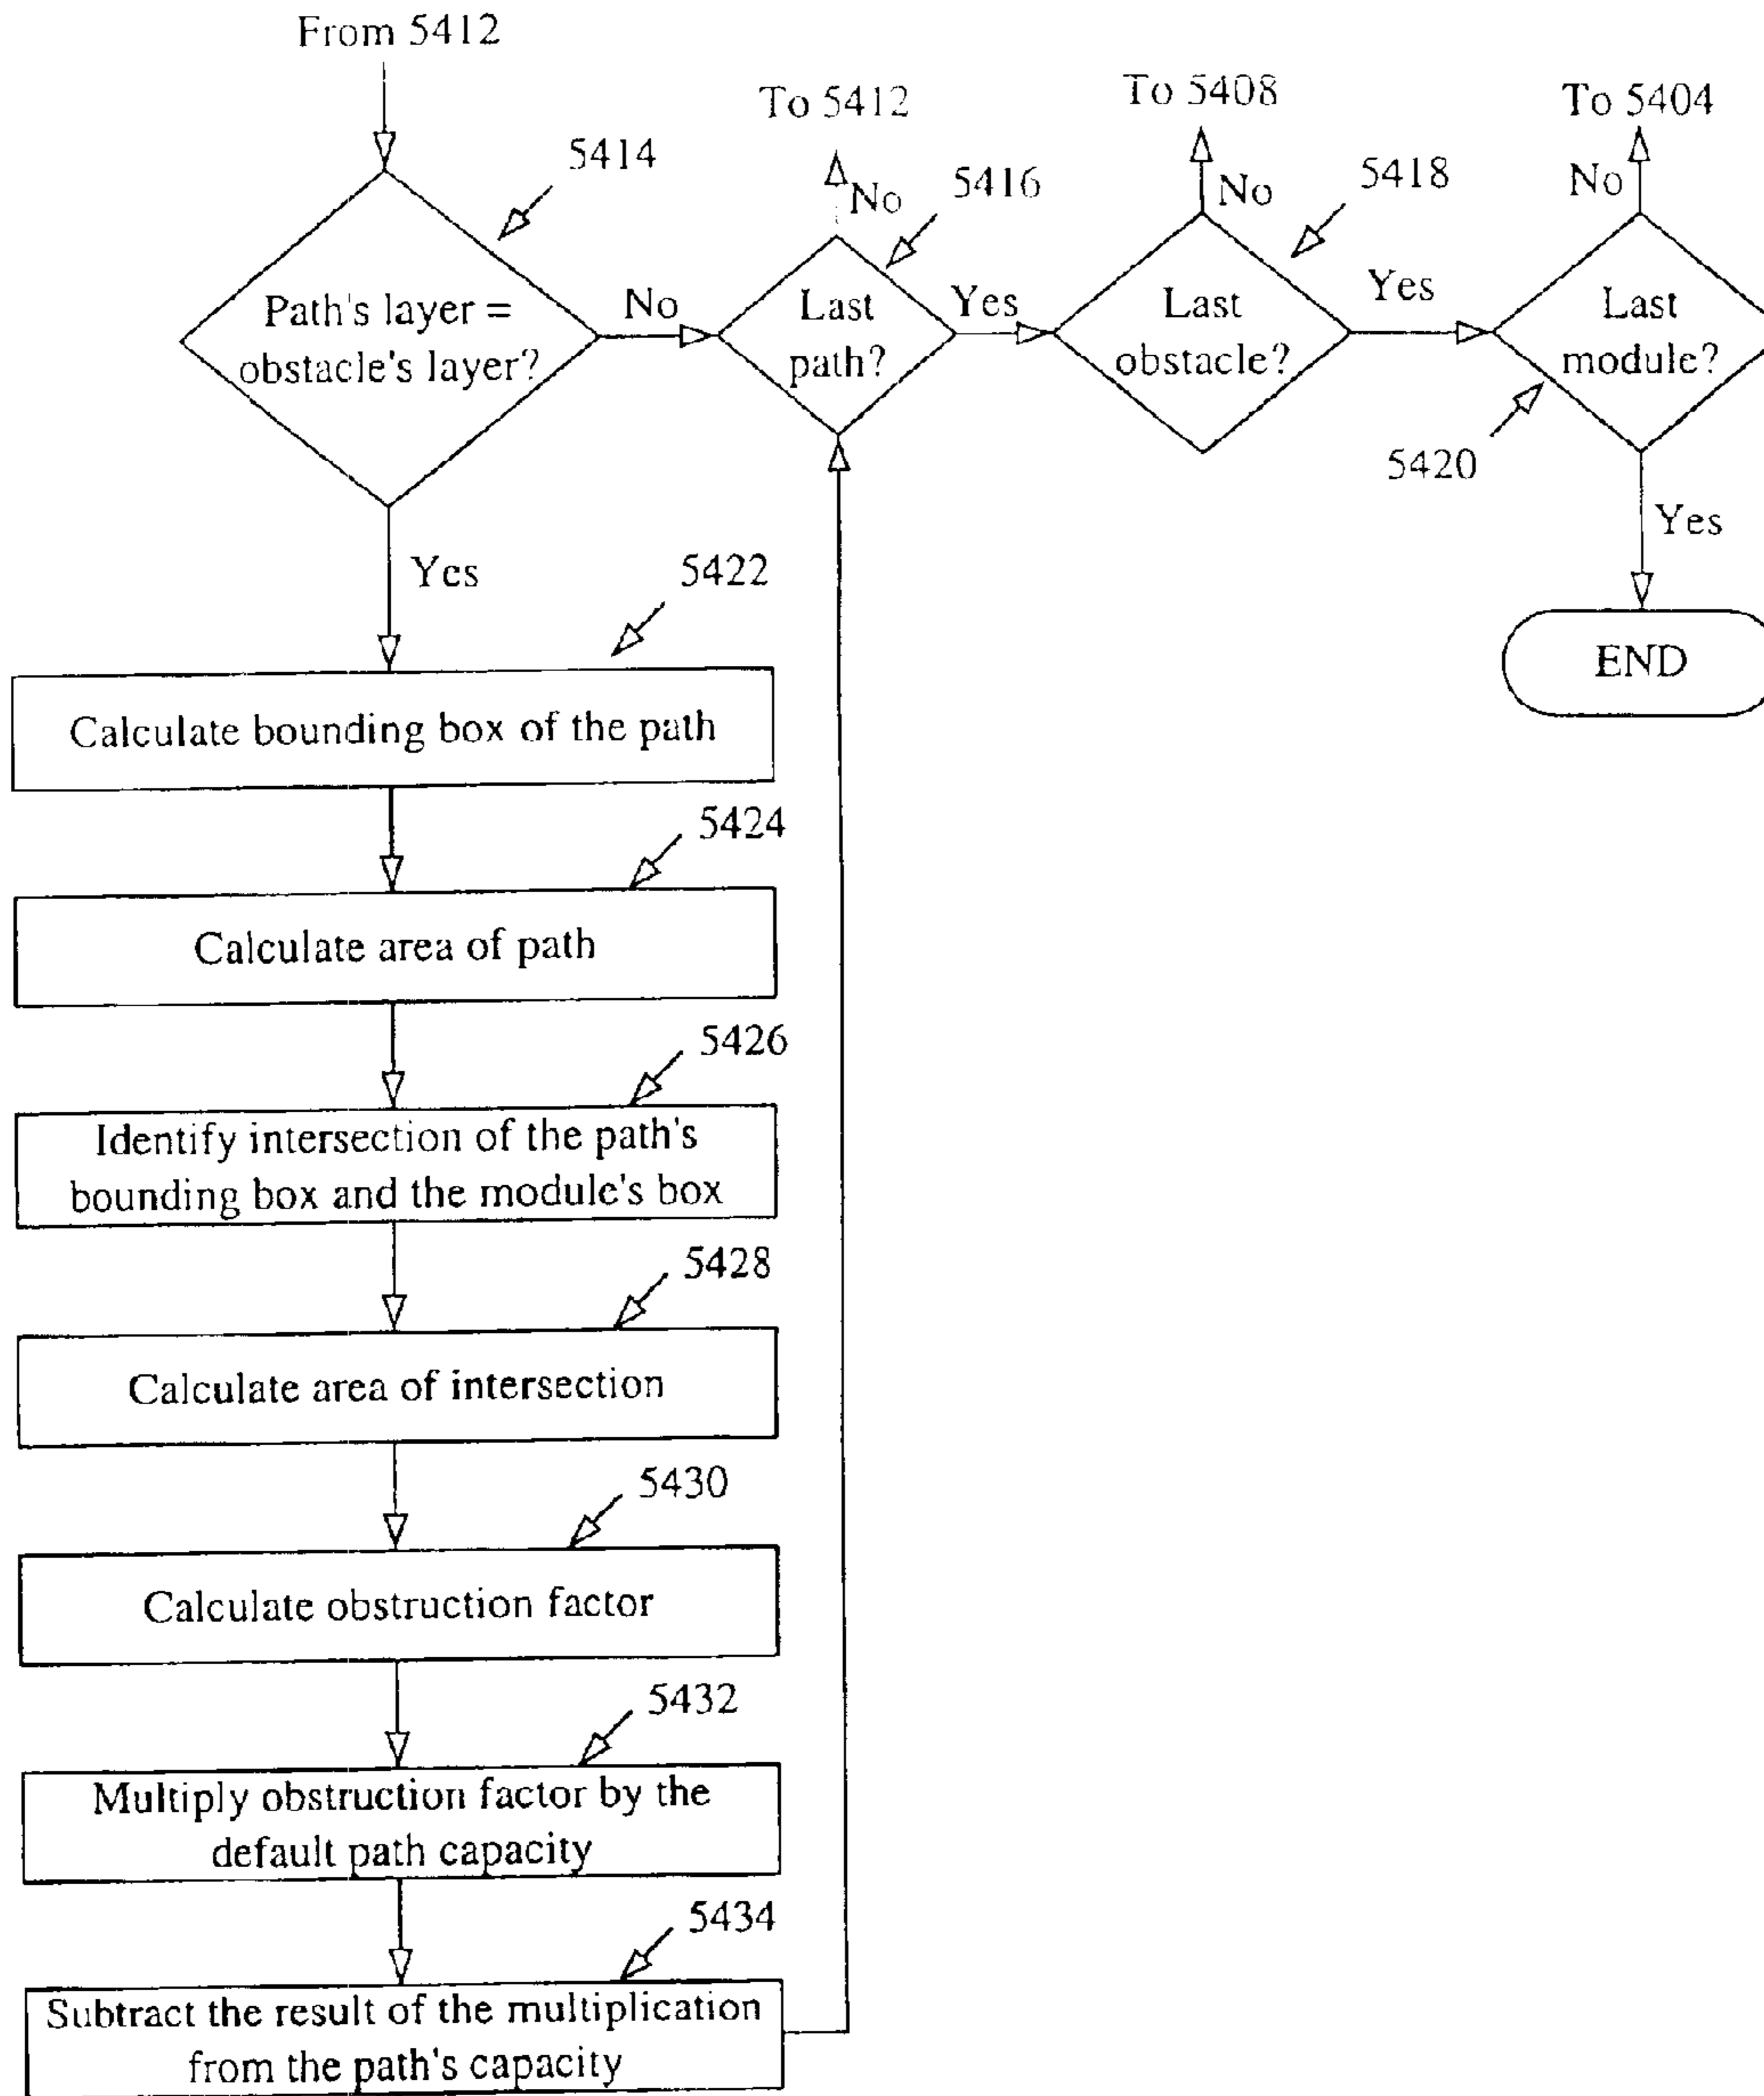 From 5412
To 5412
To 5408
To 5404
5414
5416
5418
No
No
No
Path's layer =
obstacle's layer?
No
Last
path?
Yes
Last
obstacle?
Yes
Last
module?
5420
Yes
Yes
END
5422
Calculate bounding box of the path
5424
Calculate area of path
5426
Identify intersection of the path's
bounding box and the module's box
5428
Calculate area of intersection
5430
Calculate obstruction factor
5432
Multiply obstruction factor by the
default path capacity
5434
Subtract the result of the multiplication
from the path's capacity